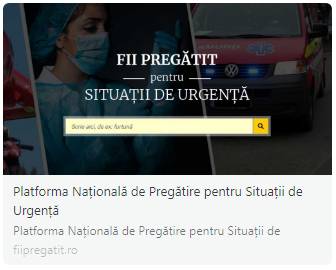 FII PREGĂTIT
pentru
SITUAȚII DE URGENȚĂ
Scrie aici, de ex. furtună
Platforma Națională de Pregătire pentru Situații de
Urgență
Platforma Națională de Pregătire pentru Situații de
fiipregatit.ro